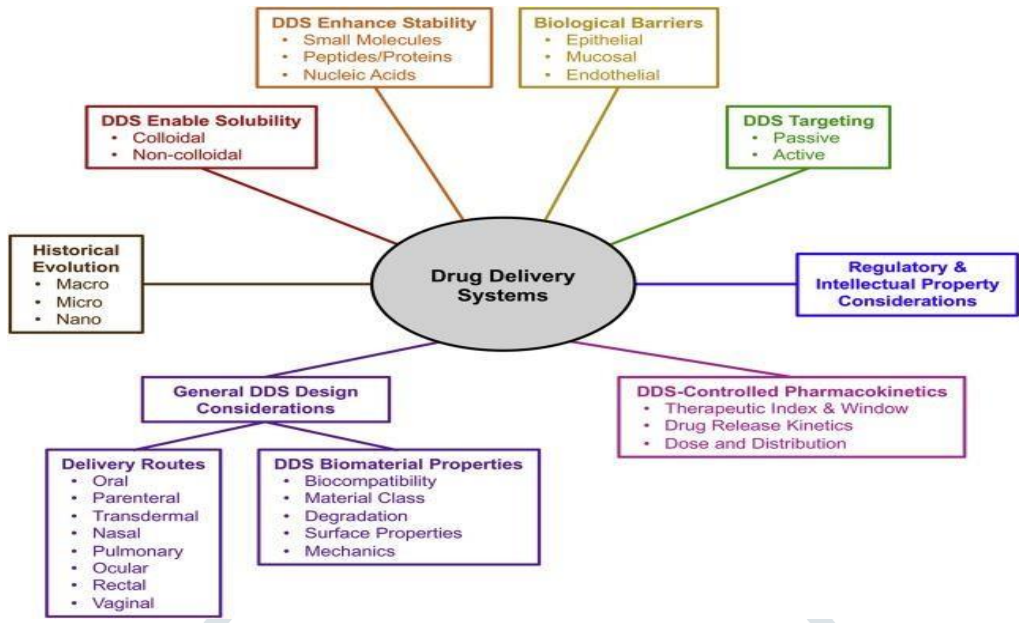 DDS Enhance Stability
• Small Molecules
• Peptides/Proteins
• Nucleic Acids
Biological Barriers
• Epithelial
• Mucosal
• Endothelial
DDS Enable Solubility
• Colloidal
• Non-colloidal
DDS Targeting
• Passive
• Active
Historical
Evolution
• Macro
• Micro
• Nano
Drug Delivery
Systems
Regulatory &
Intellectual Property
Considerations
General DDS Design
Considerations
DDS-Controlled Pharmacokinetics
• Therapeutic Index & Window
• Drug Release Kinetics
• Dose and Distribution
Delivery Routes
• Oral
• Parenteral
• Transdermal
• Nasal
• Pulmonary
• Ocular
• Rectal
• Vaginal
DDS Biomaterial Properties
• Biocompatibility
• Material Class
• Degradation
• Surface Properties
• Mechanics